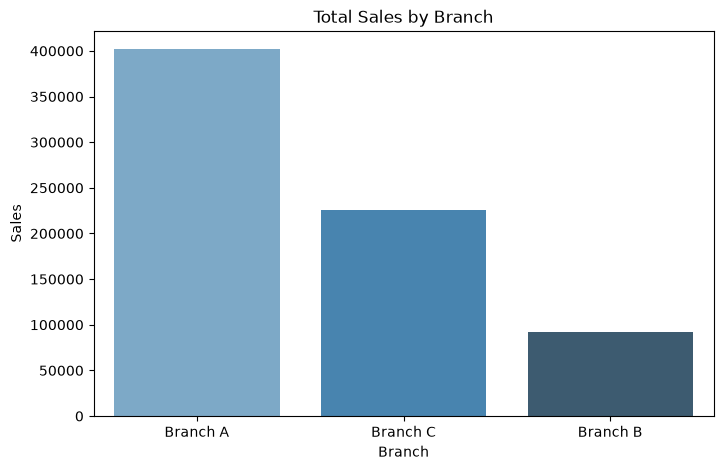 Total Sales by Branch
400000
350000
300000
250000
200000
150000
100000
50000
0
Sales
Branch A Branch C Branch B
Branch